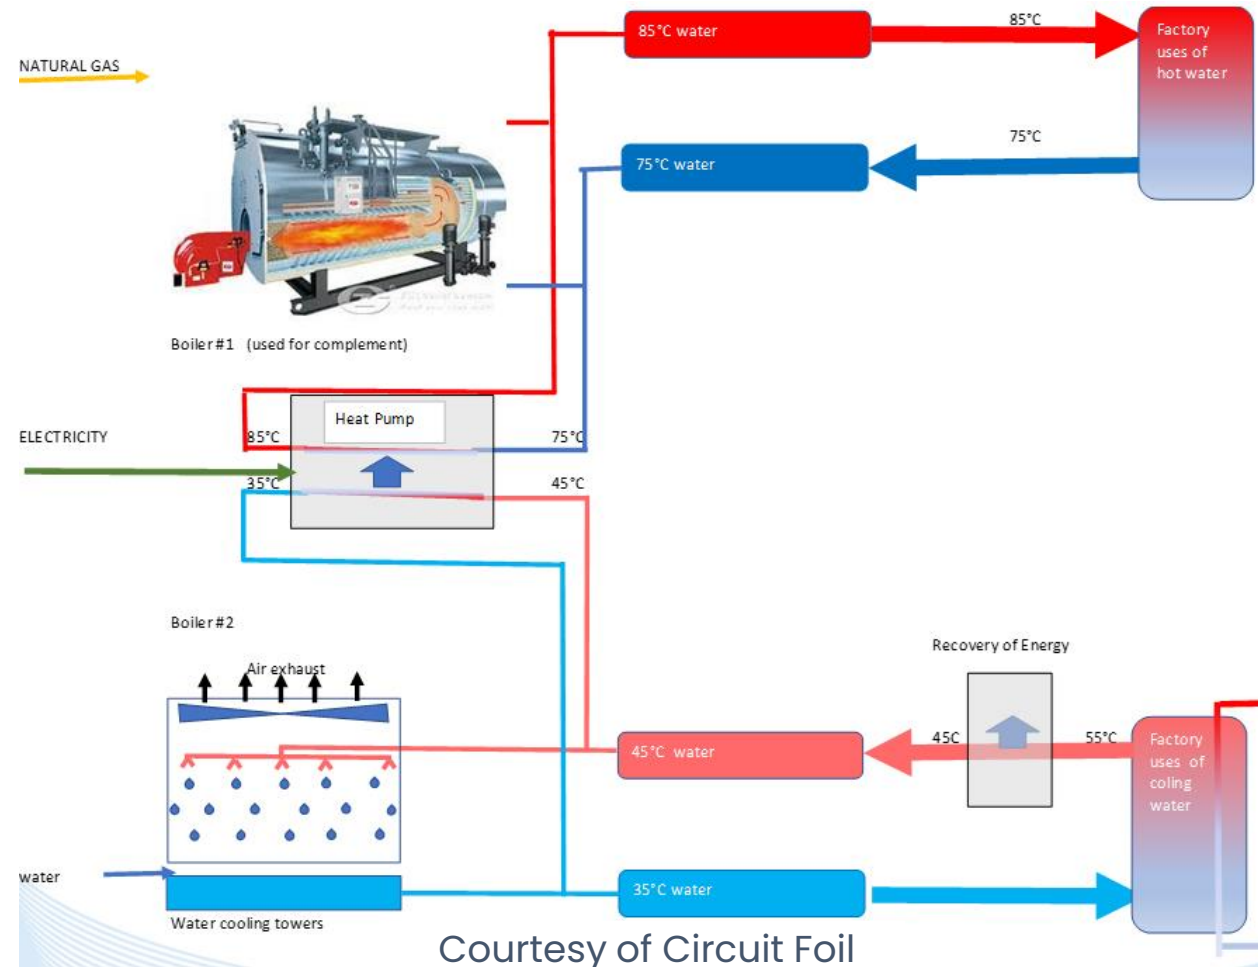 85°C water
85°C
Factory
uses of
hot water
NATURAL GAS
75°C water
75°C
Boiler #1 (used for complement)
Heat Pump
ELECTRICITY
85°C
75°C
35°C
45°C
Boiler #2
Air exhaust
Recovery of Energy
45°C water
45C
55°C
Factory
uses of
coling
water
water
35°C water
Water cooling towers
Courtesy of Circuit Foil